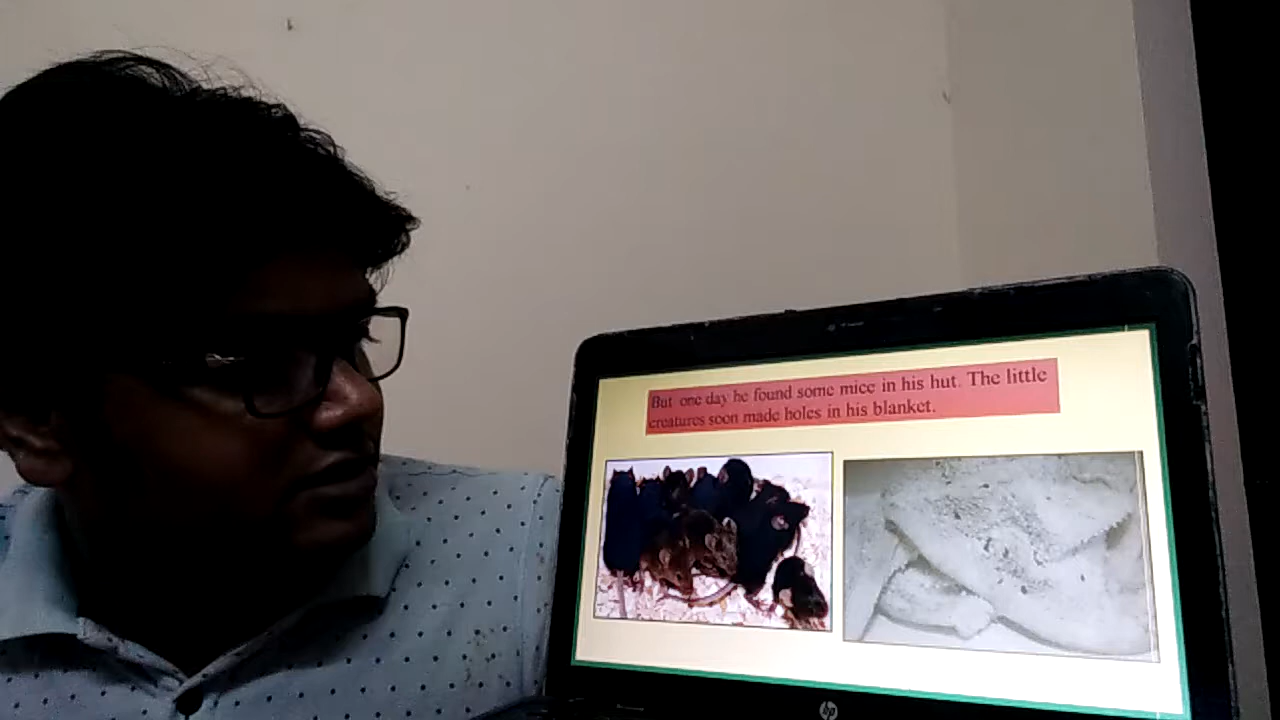 But one day he found some mice in his hut. The little
creatures soon made holes in his blanket.
hp